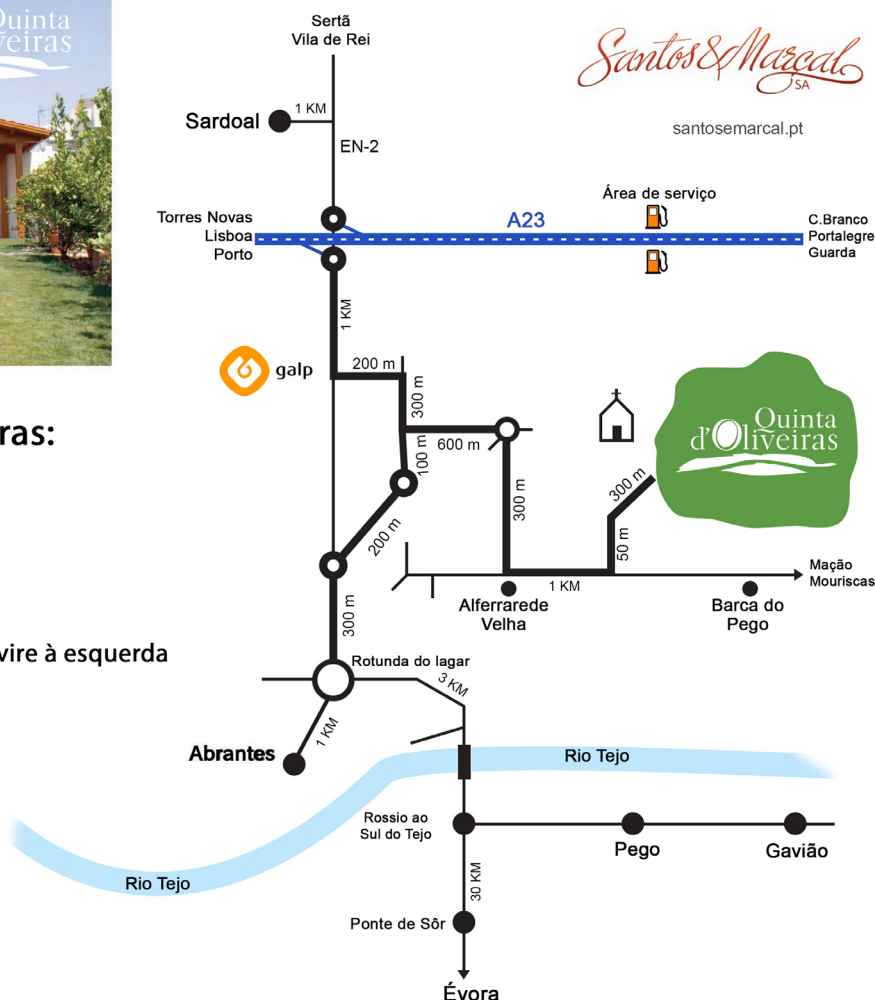 Sertã
Vila de Rei
Santos&Marçal
SA
santosemarcal.pt
1 KM
Sardoal
EN-2
Área de serviço
Torres Novas
Lisboa
Porto
A23
C.Branco
Portalegre
Guarda
1 KM
galp
200 m
300 m
600 m
100 m
200 m
300 m
Quinta
d'Oliveiras
300 m
50 m
1 KM
Mação
Mouriscas
Alferrarede
Velha
Barca do
Pego
300 m
vire à esquerda
Rotunda do lagar
3 KM
1 KM
Abrantes
Rio Tejo
Rossio ao
Sul do Tejo
Pego
Gavião
Rio Tejo
30 KM
Ponte de Sôr
Évora